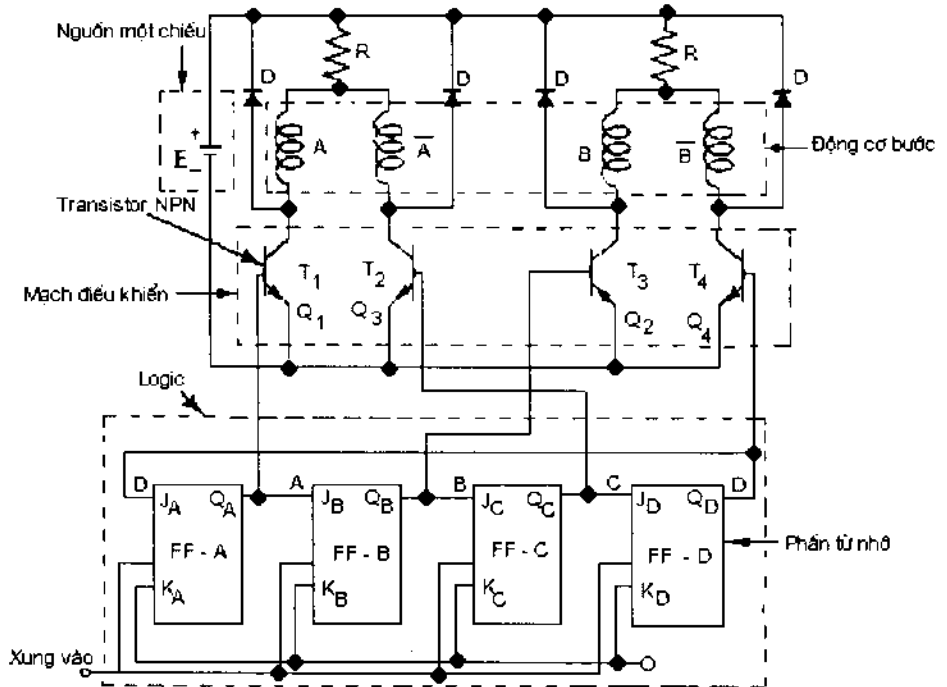 Nguồn một chiều
R
R
D
D
D
D
+
E
−
A
A̅
B
B̅
Động cơ bước
Transistor NPN
T1
T2
T3
T4
Mạch điều khiển
Q1
Q3
Q2
Q4
Logic
D
JA
QA
A
JB
QB
B
JC
QC
C
JD
QD
D
FF - A
FF - B
FF - C
FF - D
Phần tử nhớ
KA
KB
KC
KD
Xung vào